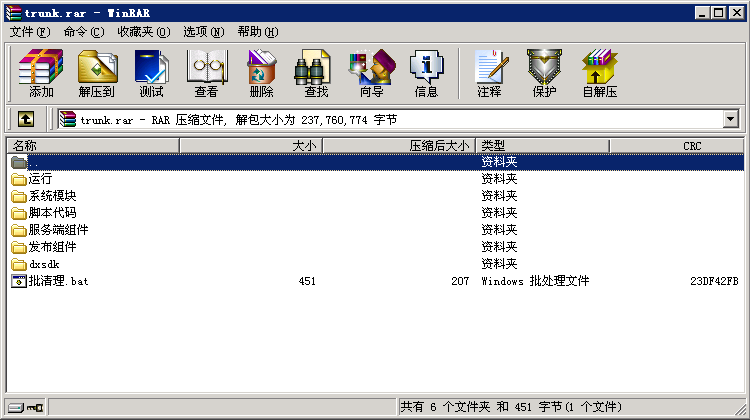 trunk.rar - WinRAR
文件(F) 命令(C) 收藏夹(O) 选项(N) 帮助(H)
添加 解压到 测试 查看 删除 查找 向导 信息 注释 保护 自解压
trunk.rar - RAR 压缩文件, 解包大小为 237,760,774 字节
名称 大小 压缩后大小 类型 CRC
.. 资料夹
运行 资料夹
系统模块 资料夹
脚本代码 资料夹
服务端组件 资料夹
发布组件 资料夹
dxsdk 资料夹
批清理.bat 451 207 Windows 批处理文件 23DF42FB
共有 6 个文件夹 和 451 字节(1 个文件)